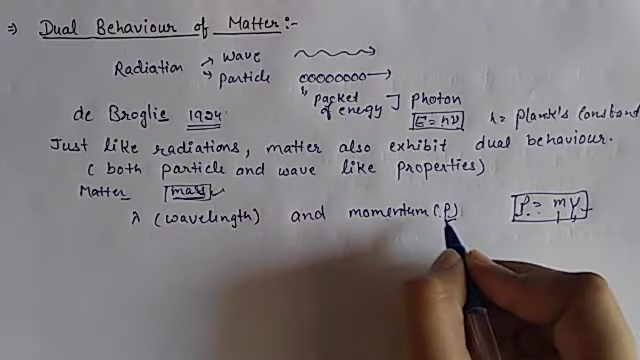 ⇒ Dual Behaviour of Matter:-
Radiation → wave
→ particle
↳ packet of energy ] photon
de Broglie 1924 E=hν h= Plank's Constant
Just like radiations, matter also exhibit dual behaviour.
( both particle and wave like properties)
Matter mass
λ (wavelength) and momentum (p) p = mv